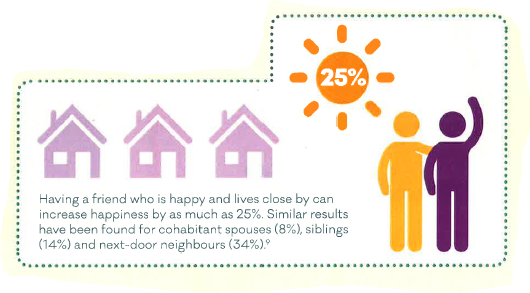 25%
Having a friend who is happy and lives close by can
increase happiness by as much as 25%. Similar results
have been found for cohabitant spouses (8%), siblings
(14%) and next-door neighbours (34%).⁹